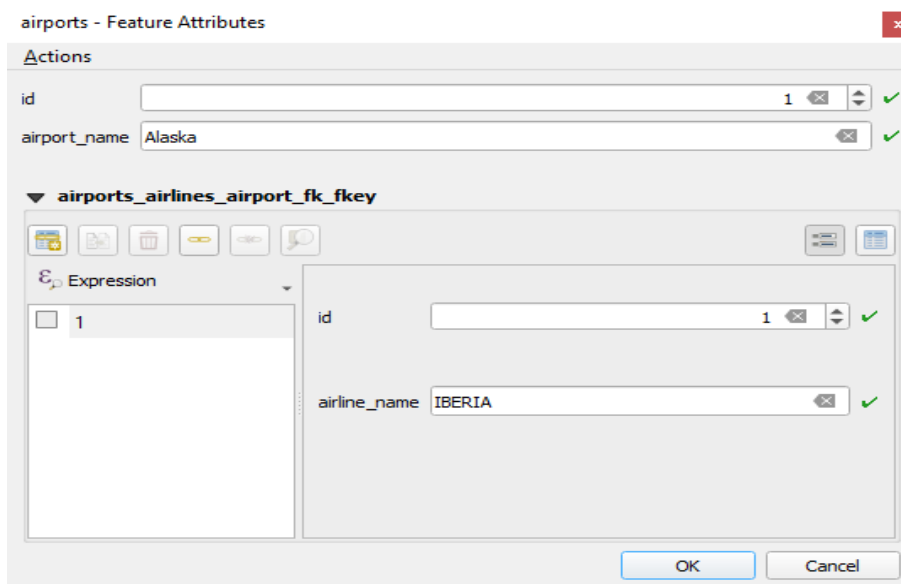 airports - Feature Attributes
Actions
id 1
airport_name Alaska
airports_airlines_airport_fk_fkey
Expression
1
id 1
airline_name IBERIA
OK Cancel